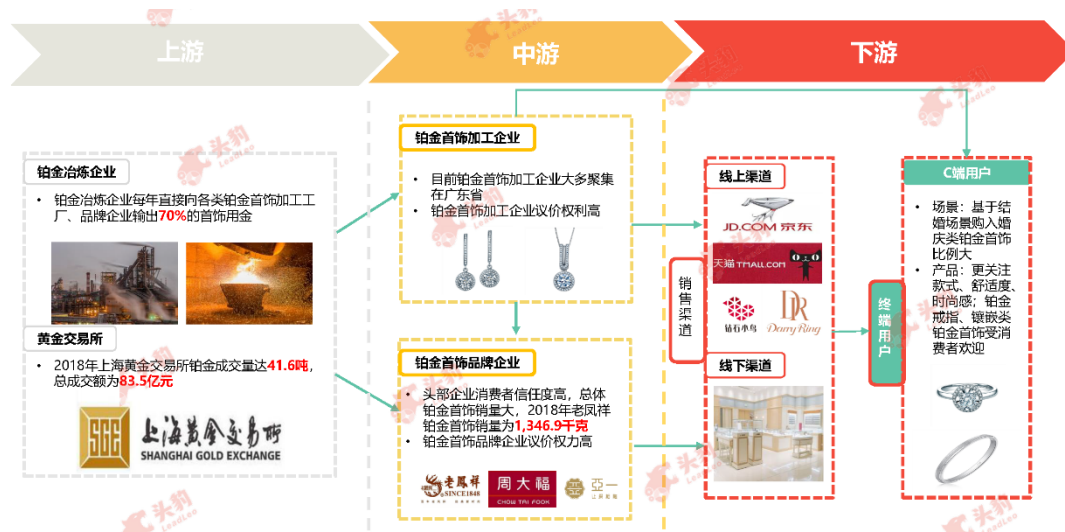 上游
中游
下游
铂金冶炼企业
• 铂金冶炼企业每年直接向各类铂金首饰加工工
厂、品牌企业输出70%的首饰用金
黄金交易所
• 2018年上海黄金交易所铂金成交量达41.6吨，
总成交额为83.5亿元
SGE
上海黄金交易所
SHANGHAI GOLD EXCHANGE
铂金首饰加工企业
• 目前铂金首饰加工企业大多聚集
在广东省
• 铂金首饰加工企业议价权利高
铂金首饰品牌企业
• 头部企业消费者信任度高，总体
铂金首饰销量大，2018年老凤祥
铂金首饰销量为1,346.9千克
• 铂金首饰品牌企业议价权力高
老鳳祥
SINCE1848
周大福
CHOW TAI FOOK
亞一
销售渠道
线上渠道
JD.COM 京东
天猫 TMALL.COM
钻石小鸟
DR
Darry Ring
线下渠道
终端用户
C端用户
• 场景：基于结
婚场景购入婚
庆类铂金首饰
比例大
• 产品：更关注
款式、舒适度、
时尚感；铂金
戒指、镶嵌类
铂金首饰受消
费者欢迎
头豹
LeadLeo